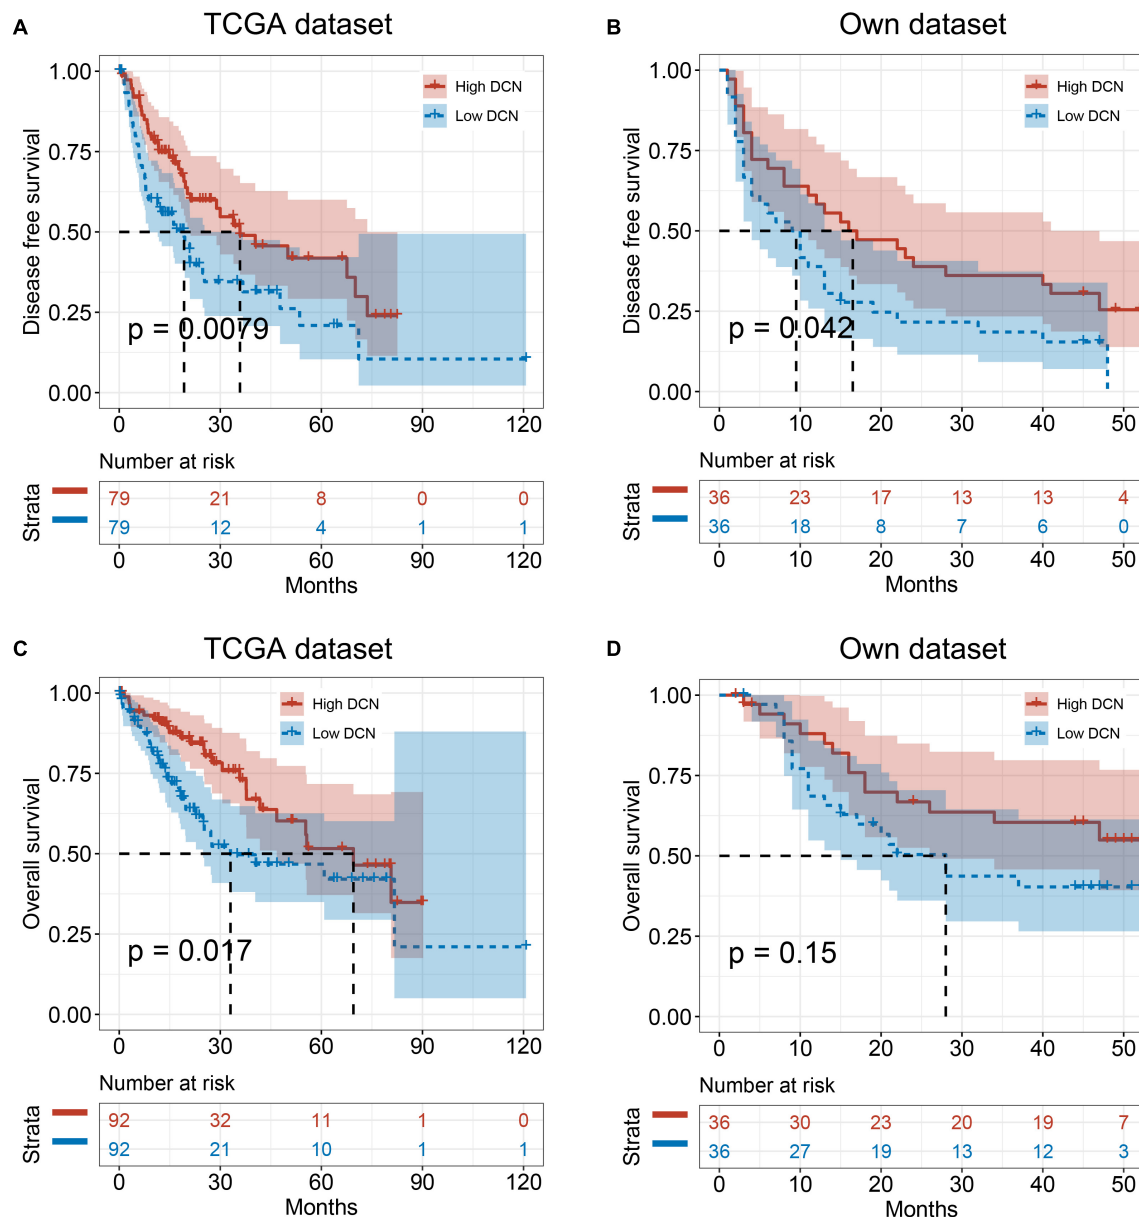 A
TCGA dataset
Disease free survival
1.00
0.75
0.50
0.25
0.00
High DCN
Low DCN
p = 0.0079
0 30 60 90 120
Number at risk
Strata
79 21 8 0 0
79 12 4 1 1
0 30 60 90 120
Months
B
Own dataset
Disease free survival
1.00
0.75
0.50
0.25
0.00
High DCN
Low DCN
p = 0.042
0 10 20 30 40 50
Number at risk
Strata
36 23 17 13 13 4
36 18 8 7 6 0
0 10 20 30 40 50
Months
C
TCGA dataset
Overall survival
1.00
0.75
0.50
0.25
0.00
High DCN
Low DCN
p = 0.017
0 30 60 90 120
Number at risk
Strata
92 32 11 1 0
92 21 10 1 1
0 30 60 90 120
Months
D
Own dataset
Overall survival
1.00
0.75
0.50
0.25
0.00
High DCN
Low DCN
p = 0.15
0 10 20 30 40 50
Number at risk
Strata
36 30 23 20 19 7
36 27 19 13 12 3
0 10 20 30 40 50
Months